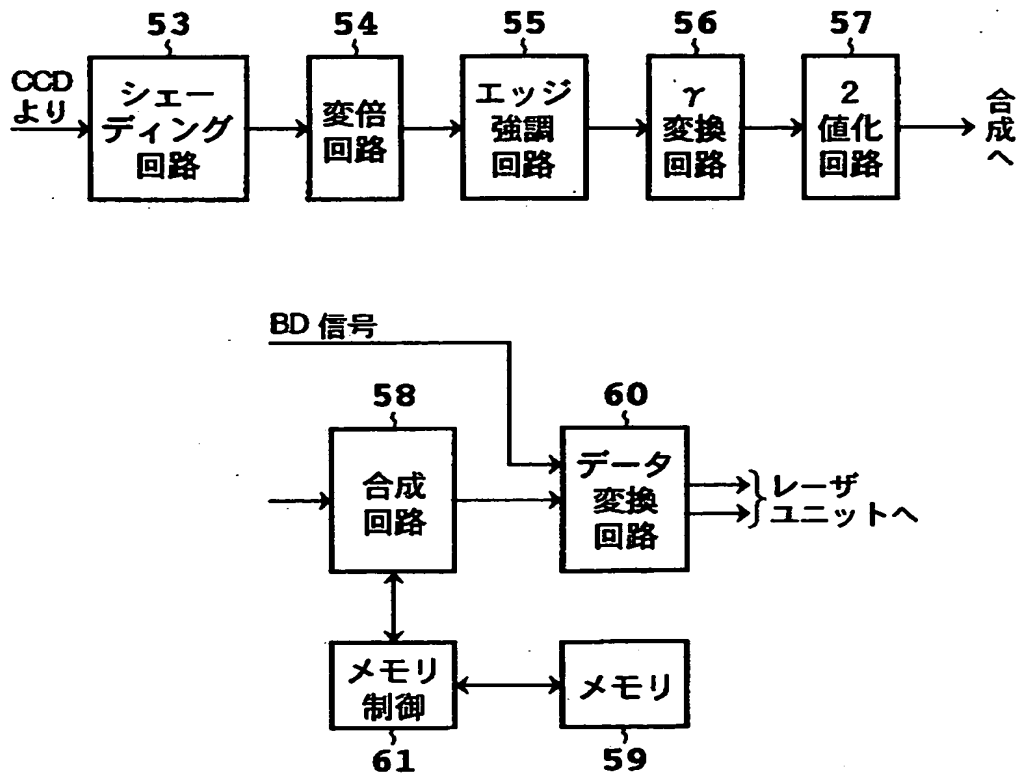 53
54
55
56
57
CCD
より
シェー
ディング
回路
変倍
回路
エッジ
強調
回路
γ
変換
回路
2
値化
回路
合成へ
BD 信号
58
60
合成
回路
データ
変換
回路
レーザ
ユニットへ
メモリ
制御
メモリ
61
59